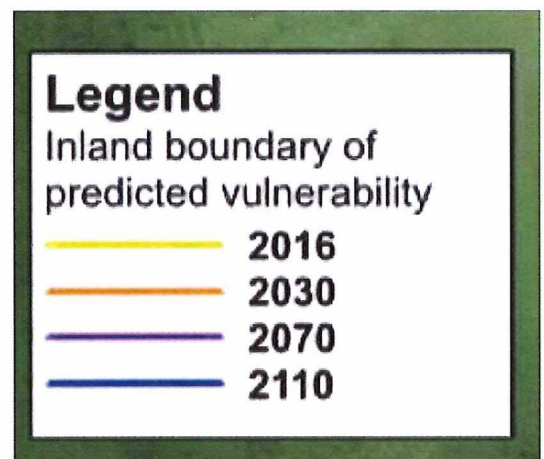 Legend
Inland boundary of
predicted vulnerability
2016
2030
2070
2110